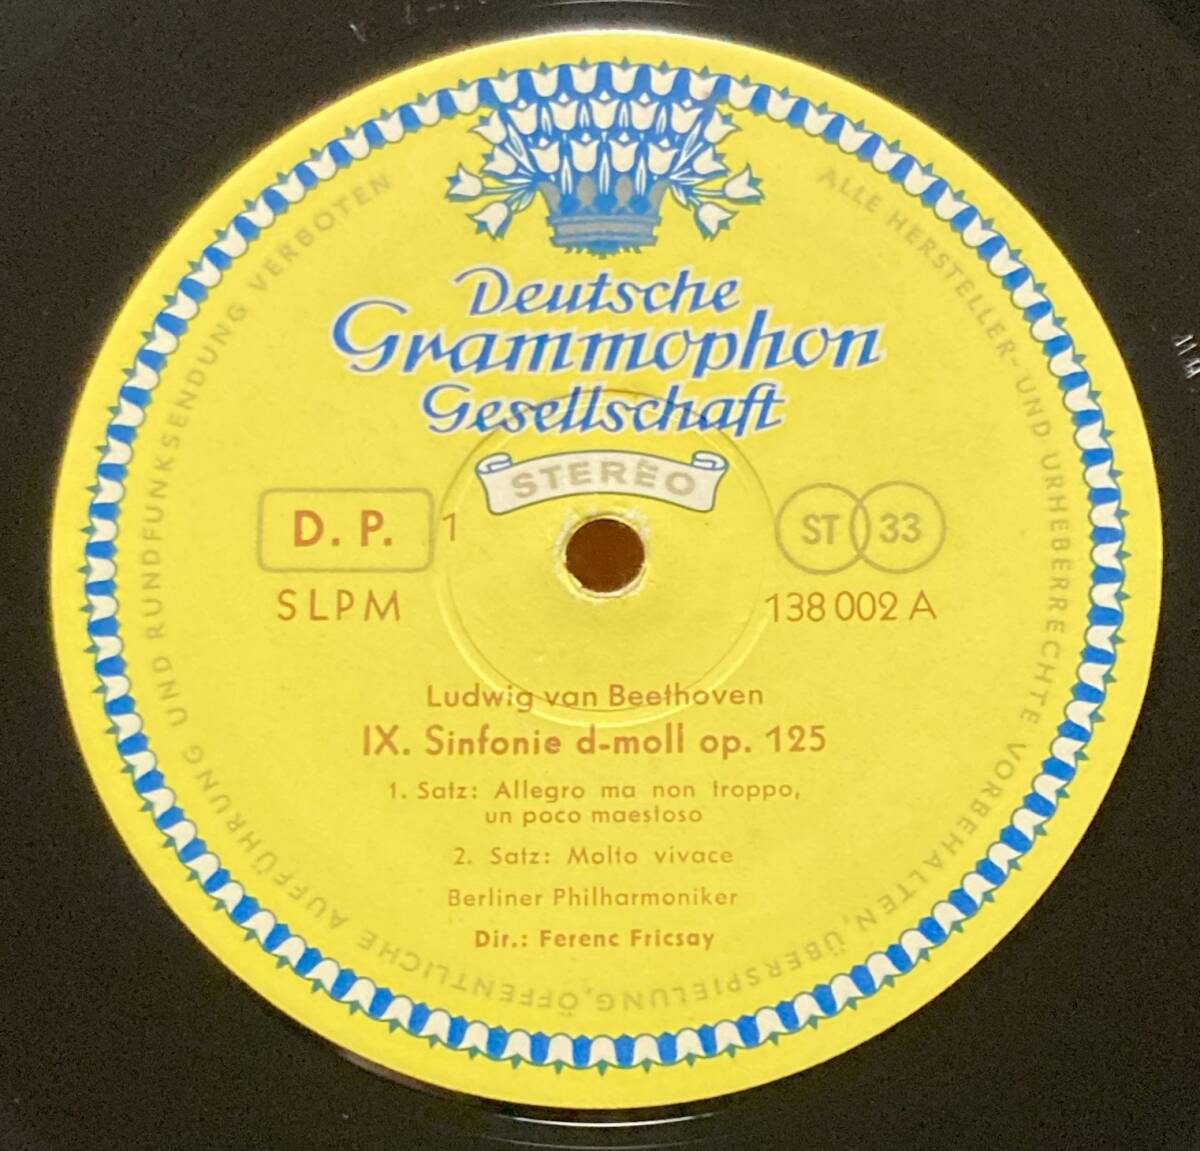 Deutsche
Grammophon
Gesellschaft
STEREO
D. P. 1
ST 33
SLPM
138 002 A
Ludwig van Beethoven
IX. Sinfonie d-moll op. 125
1. Satz: Allegro ma non troppo,
un poco maestoso
2. Satz: Molto vivace
Berliner Philharmoniker
Dir.: Ferenc Fricsay
ALLE HERSTELLER- UND URHEBERRECHTE VORBEHALTEN, ÜBERSPIELUNG, ÖFFENTLICHE AUFFÜHRUNG UND RUNDFUNKSENDUNG VERBOTEN